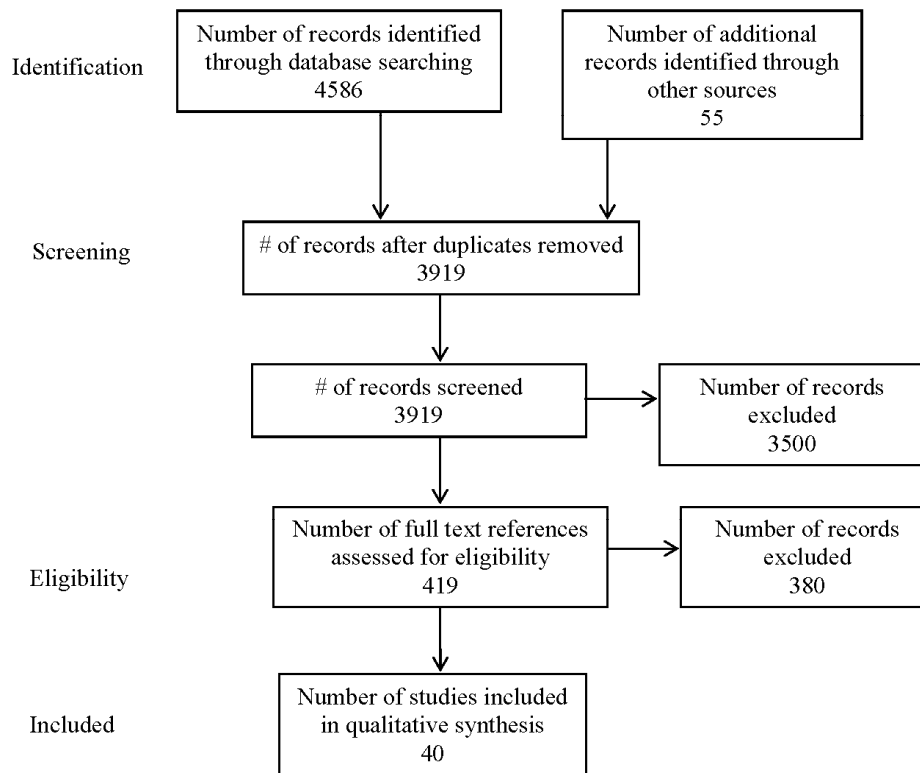 Identification
Number of records identified
through database searching
4586
Number of additional
records identified through
other sources
55
Screening
# of records after duplicates removed
3919
# of records screened
3919
Number of records
excluded
3500
Eligibility
Number of full text references
assessed for eligibility
419
Number of records
excluded
380
Included
Number of studies included
in qualitative synthesis
40